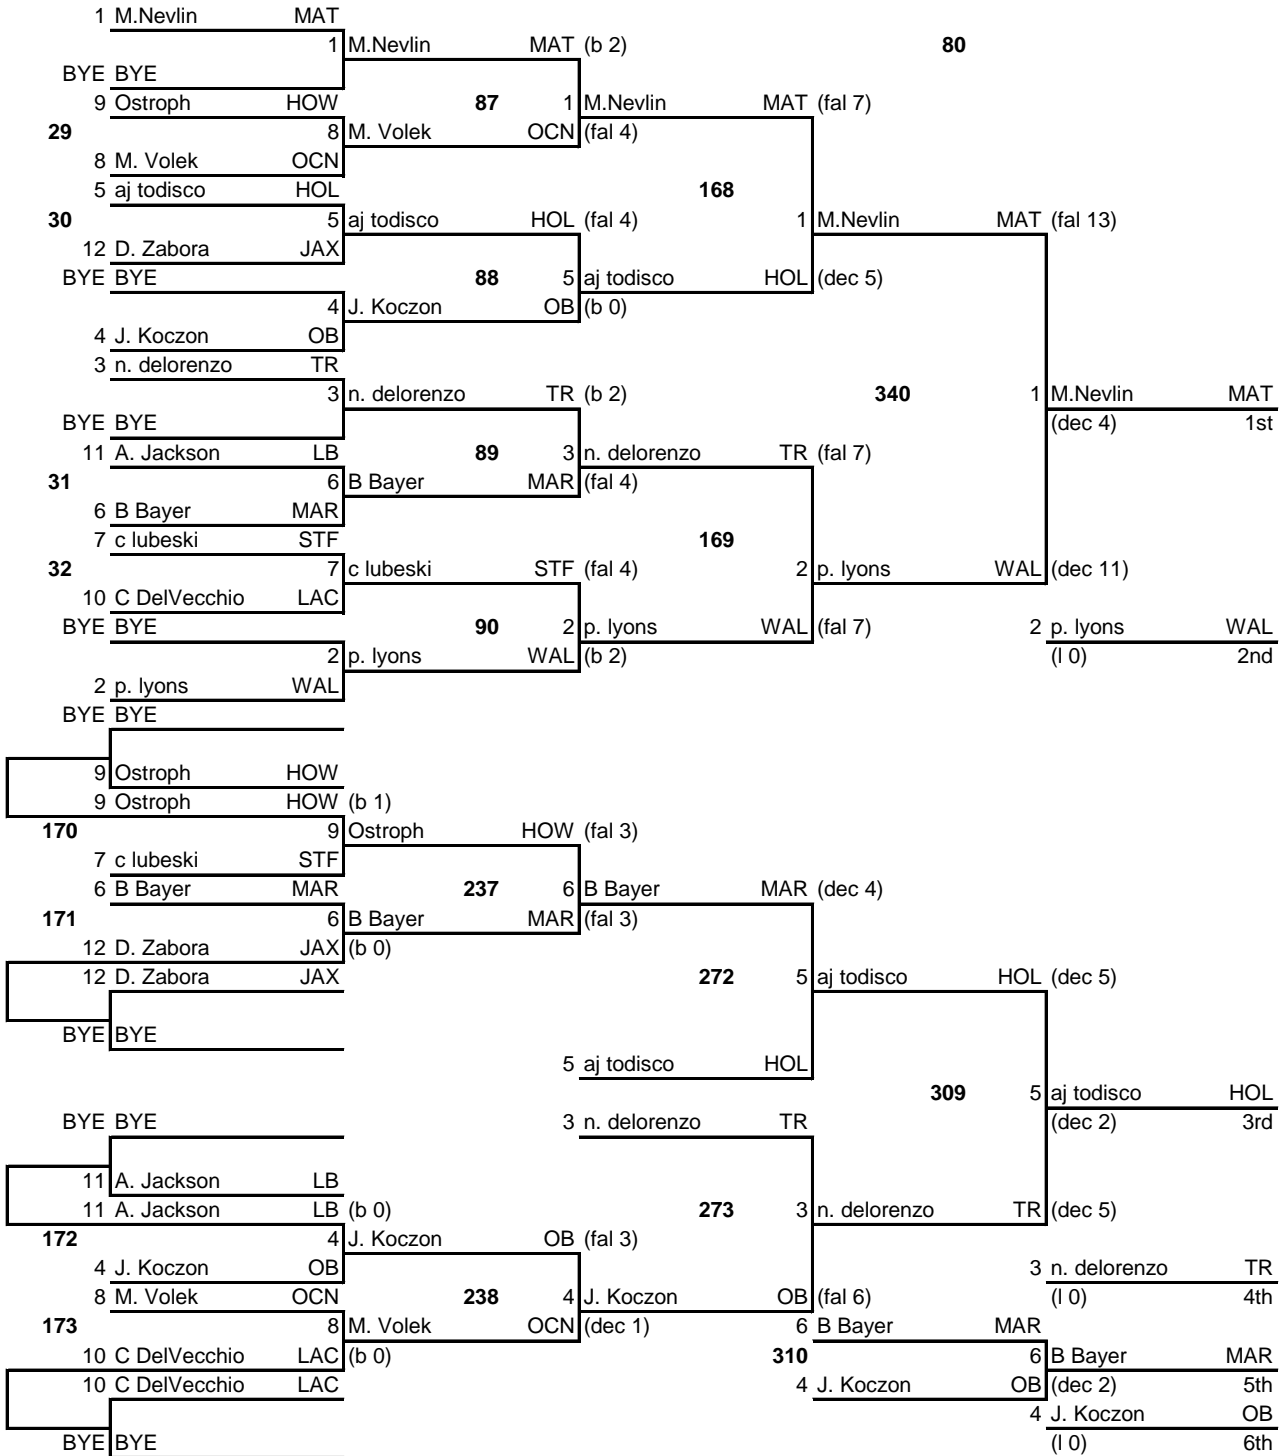 1 M.Nevlin MAT
1 M.Nevlin MAT (b 2) 80
BYE BYE
9 Ostroph HOW 87 1 M.Nevlin MAT (fal 7)
29 8 M. Volek OCN (fal 4)
8 M. Volek OCN
5 aj todisco HOL 168
30 5 aj todisco HOL (fal 4) 1 M.Nevlin MAT (fal 13)
12 D. Zabora JAX
BYE BYE 88 5 aj todisco HOL (dec 5)
4 J. Koczon OB (b 0)
4 J. Koczon OB
3 n. delorenzo TR
3 n. delorenzo TR (b 2) 340 1 M.Nevlin MAT
BYE BYE (dec 4) 1st
11 A. Jackson LB 89 3 n. delorenzo TR (fal 7)
31 6 B Bayer MAR (fal 4)
6 B Bayer MAR
7 c lubeski STF 169
32 7 c lubeski STF (fal 4) 2 p. lyons WAL (dec 11)
10 C DelVecchio LAC
BYE BYE 90 2 p. lyons WAL (fal 7) 2 p. lyons WAL
2 p. lyons WAL (b 2) (l 0) 2nd
2 p. lyons WAL
BYE BYE
9 Ostroph HOW
9 Ostroph HOW (b 1)
170 9 Ostroph HOW (fal 3)
7 c lubeski STF
6 B Bayer MAR 237 6 B Bayer MAR (dec 4)
171 6 B Bayer MAR (fal 3)
12 D. Zabora JAX (b 0)
12 D. Zabora JAX 272 5 aj todisco HOL (dec 5)
BYE BYE
5 aj todisco HOL
309 5 aj todisco HOL
BYE BYE 3 n. delorenzo TR (dec 2) 3rd
11 A. Jackson LB
11 A. Jackson LB (b 0) 273 3 n. delorenzo TR (dec 5)
172 4 J. Koczon OB (fal 3)
4 J. Koczon OB 3 n. delorenzo TR
8 M. Volek OCN 238 4 J. Koczon OB (fal 6) (l 0) 4th
173 8 M. Volek OCN (dec 1) 6 B Bayer MAR
10 C DelVecchio LAC (b 0) 310 6 B Bayer MAR
10 C DelVecchio LAC 4 J. Koczon OB (dec 2) 5th
4 J. Koczon OB
BYE BYE (l 0) 6th